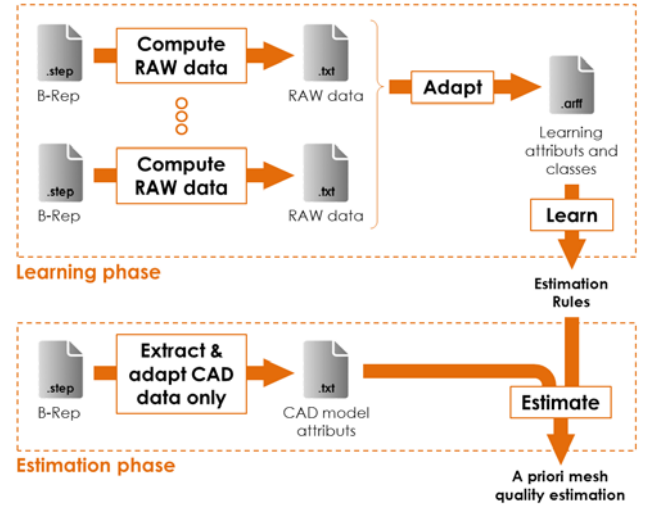 Compute
RAW data
.step
.txt
B-Rep
RAW data
Adapt
.arff
Learning
attributs and
classes
Compute
RAW data
.step
.txt
B-Rep
RAW data
Learn
Learning phase
Estimation
Rules
Extract &
adapt CAD
data only
.step
.txt
B-Rep
CAD model
attributs
Estimate
Estimation phase
A priori mesh
quality estimation